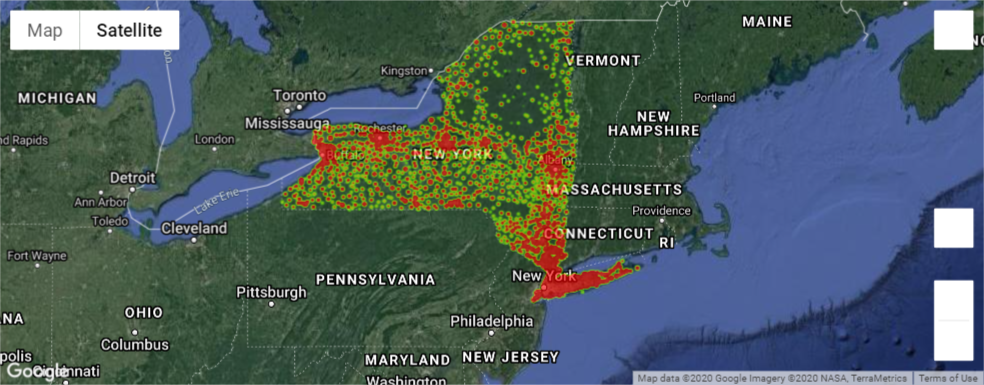 Map Satellite
MAINE
VERMONT
Kingston
MICHIGAN
Toronto
Portland
Mississauga
NEW
HAMPSHIRE
Rochester
nd Rapids
London
Buffalo
NEW YORK
Albany
Detroit
MASSACHUSETTS
Ann Arbor
Lake Erie
Providence
Toledo
Cleveland
CONNECTICUT
RI
Fort Wayne
New York
PENNSYLVANIA
Pittsburgh
OHIO
NA
Philadelphia
Columbus
polis
MARYLAND
NEW JERSEY
Google
Cincinnati
Washington
Map data ©2020 Google Imagery ©2020 NASA, TerraMetrics
Terms of Use